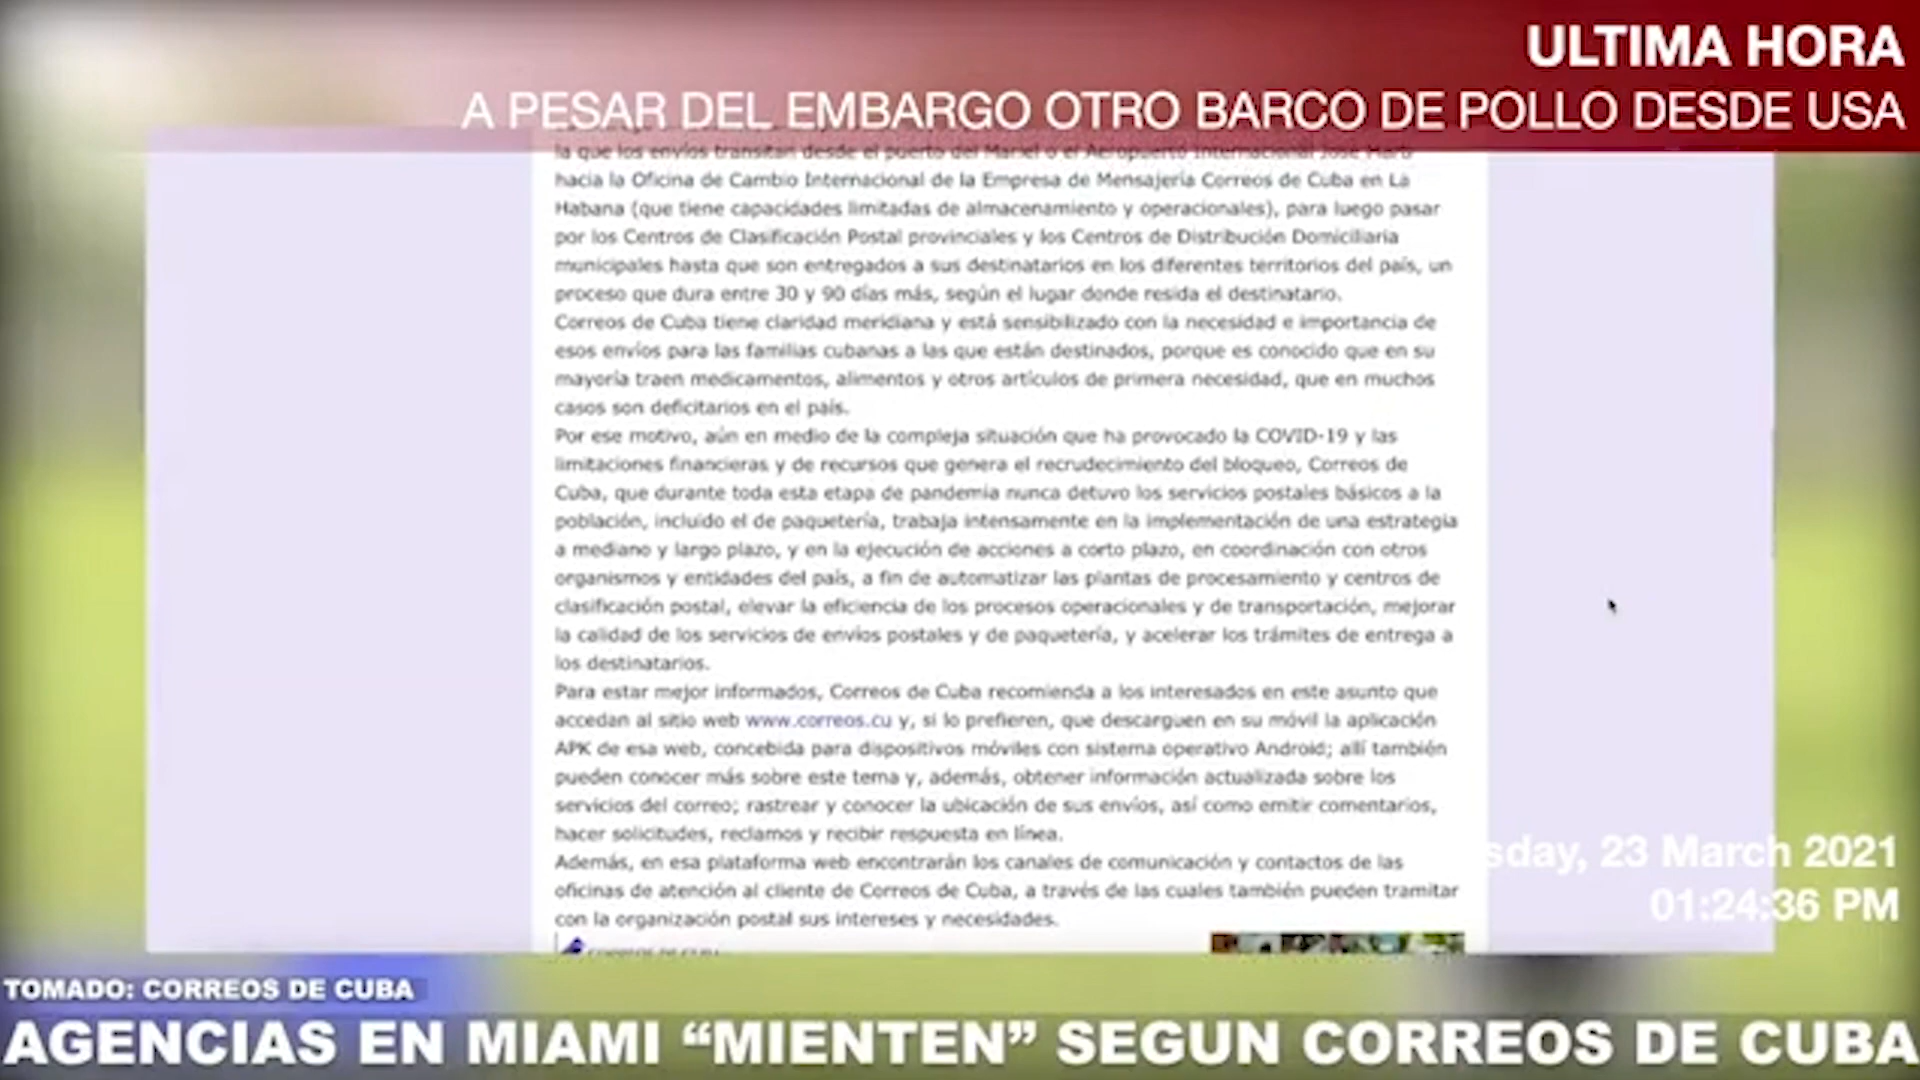 ULTIMA HORA
A PESAR DEL EMBARGO OTRO BARCO DE POLLO DESDE USA
la que los envíos transitan desde el puerto del Mariel o el Aeropuerto Internacional José Martí
hacia la Oficina de Cambio Internacional de la Empresa de Mensajería Correos de Cuba en La
Habana (que tiene capacidades limitadas de almacenamiento y operacionales), para luego pasar
por los Centros de Clasificación Postal provinciales y los Centros de Distribución Domiciliaria
municipales hasta que son entregados a sus destinatarios en los diferentes territorios del país, un
proceso que dura entre 30 y 90 días más, según el lugar donde resida el destinatario.
Correos de Cuba tiene claridad meridiana y está sensibilizado con la necesidad e importancia de
esos envíos para las familias cubanas a las que están destinados, porque es conocido que en su
mayoría traen medicamentos, alimentos y otros artículos de primera necesidad, que en muchos
casos son deficitarios en el país.
Por ese motivo, aún en medio de la compleja situación que ha provocado la COVID-19 y las
limitaciones financieras y de recursos que genera el recrudecimiento del bloqueo, Correos de
Cuba, que durante toda esta etapa de pandemia nunca detuvo los servicios postales básicos a la
población, incluido el de paquetería, trabaja intensamente en la implementación de una estrategia
a mediano y largo plazo, y en la ejecución de acciones a corto plazo, en coordinación con otros
organismos y entidades del país, a fin de automatizar las plantas de procesamiento y centros de
clasificación postal, elevar la eficiencia de los procesos operacionales y de transportación, mejorar
la calidad de los servicios de envíos postales y de paquetería, y acelerar los trámites de entrega a
los destinatarios.
Para estar mejor informados, Correos de Cuba recomienda a los interesados en este asunto que
accedan al sitio web www.correos.cu y, si lo prefieren, que descarguen en su móvil la aplicación
APK de esa web, concebida para dispositivos móviles con sistema operativo Android; allí también
pueden conocer más sobre este tema y, además, obtener información actualizada sobre los
servicios del correo; rastrear y conocer la ubicación de sus envíos, así como emitir comentarios,
hacer solicitudes, reclamos y recibir respuesta en línea.
Además, en esa plataforma web encontrarán los canales de comunicación y contactos de las
oficinas de atención al cliente de Correos de Cuba, a través de las cuales también pueden tramitar
con la organización postal sus intereses y necesidades.
sday, 23 March 2021
01:24:36 PM
CORREOS DE CUBA
TOMADO: CORREOS DE CUBA
AGENCIAS EN MIAMI “MIENTEN” SEGUN CORREOS DE CUBA